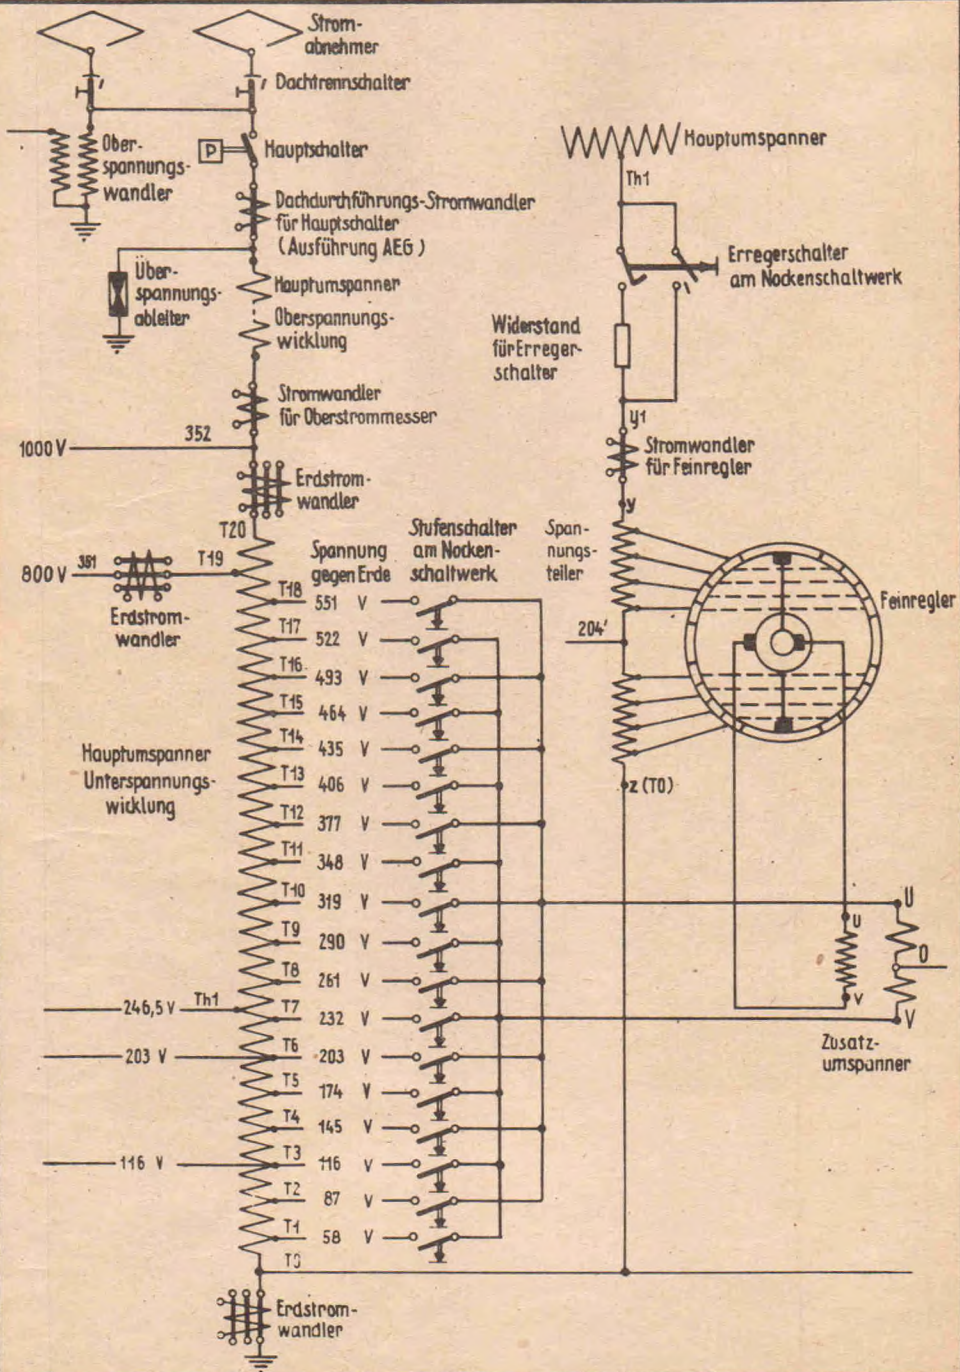 Strom-
abnehmer
Dachtrennschalter
Ober-
spannungs-
wandler
P
Hauptschalter
Dachdurchführungs-Stromwandler
für Hauptschalter
(Ausführung AEG)
Über-
spannungs-
ableiter
Hauptumspanner
Oberspannungs-
wicklung
Stromwandler
für Oberstrommesser
1000 V
352
Erdstrom-
wandler
T20
800 V
351
T19
Erdstrom-
wandler
Spannung
gegen Erde
Stufenschalter
am Nocken-
schaltwerk
T18 551 V
T17 522 V
T16 493 V
T15 464 V
T14 435 V
T13 406 V
T12 377 V
T11 348 V
T10 319 V
T9 290 V
T8 261 V
T7 232 V
T6 203 V
T5 174 V
T4 145 V
T3 116 V
T2 87 V
T1 58 V
T0
Hauptumspanner
Unterspannungs-
wicklung
246,5 V Th1
203 V
116 V
Erdstrom-
wandler
Hauptumspanner
Th1
Erregerschalter
am Nockenschaltwerk
Widerstand
für Erreger-
schalter
y1
Stromwandler
für Feinregler
y
Span-
nungs-
teiler
204'
Feinregler
z (T0)
U
u
O
v
V
Zusatz-
umspanner